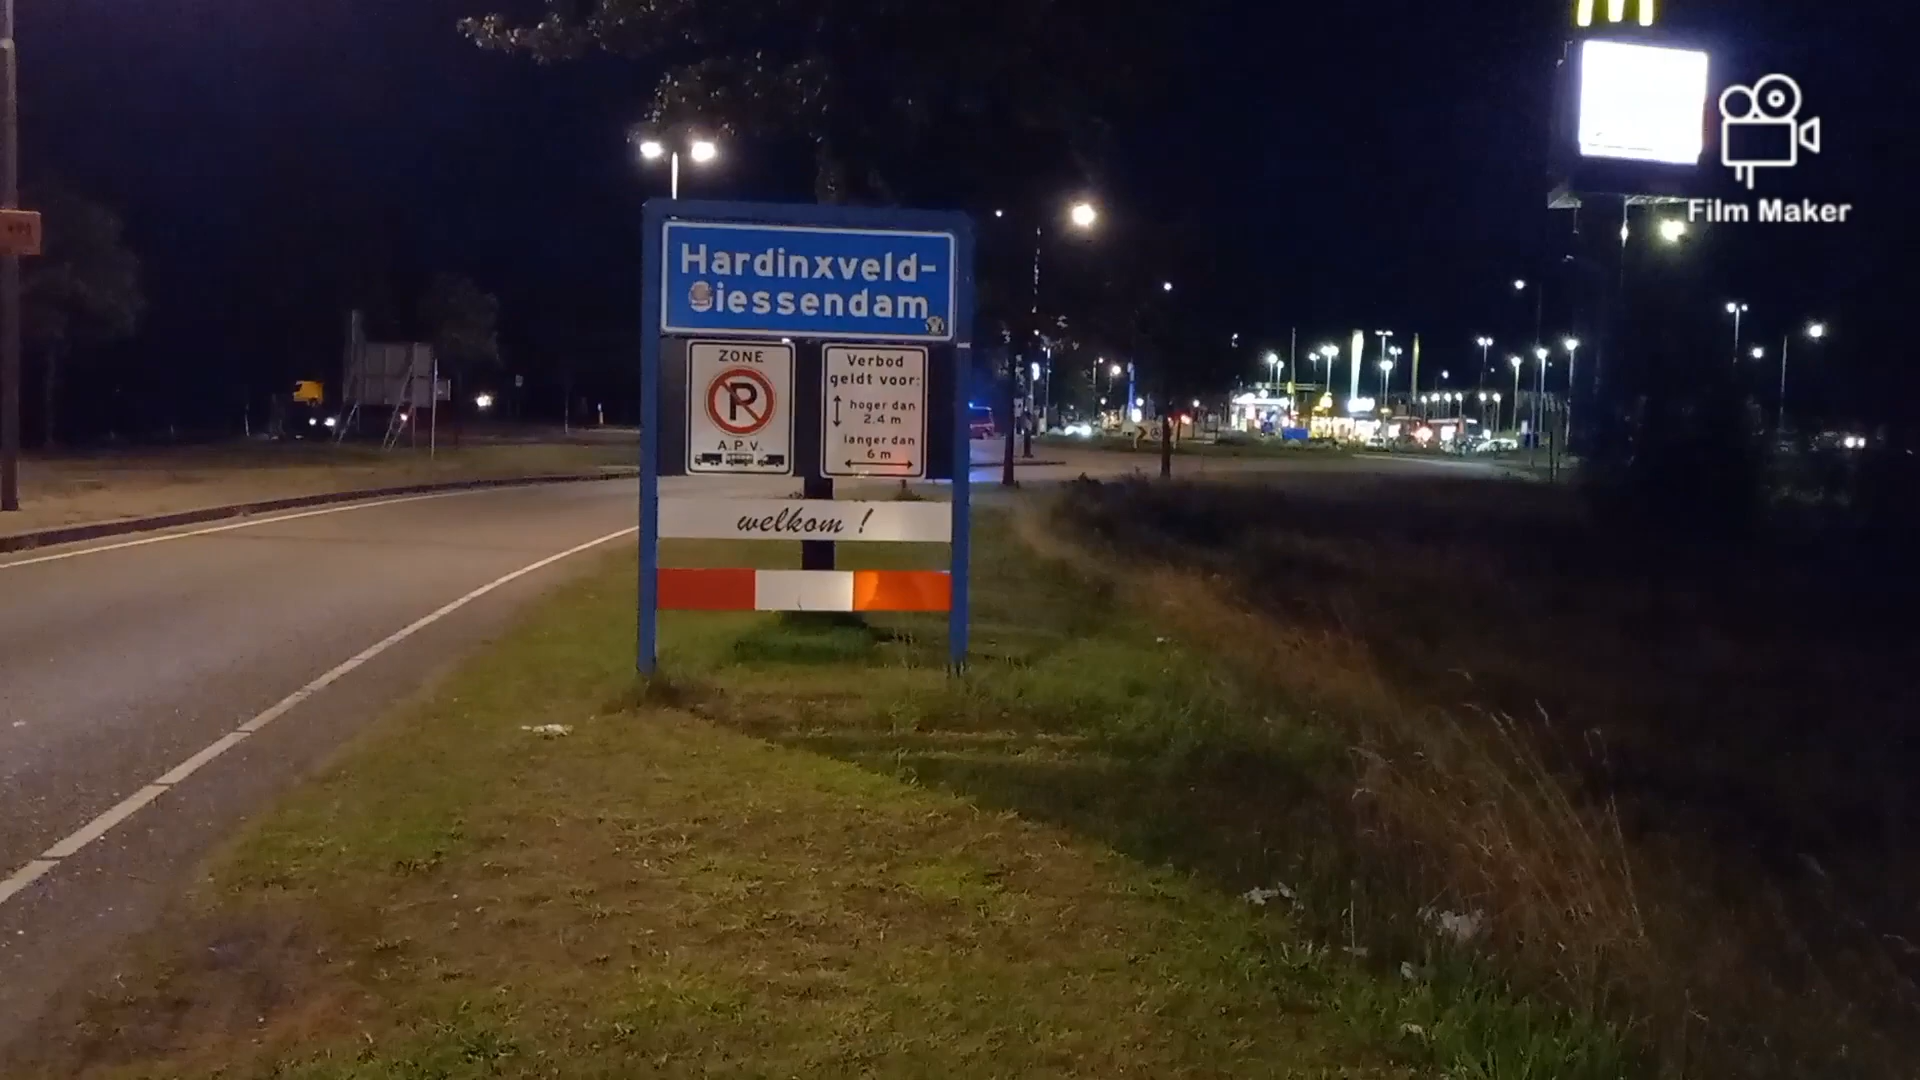 Hardinxveld-
Giessendam
ZONE
P
A.P.V.
Verbod
geldt voor:
hoger dan
2.4 m
langer dan
6 m
welkom !
Film Maker